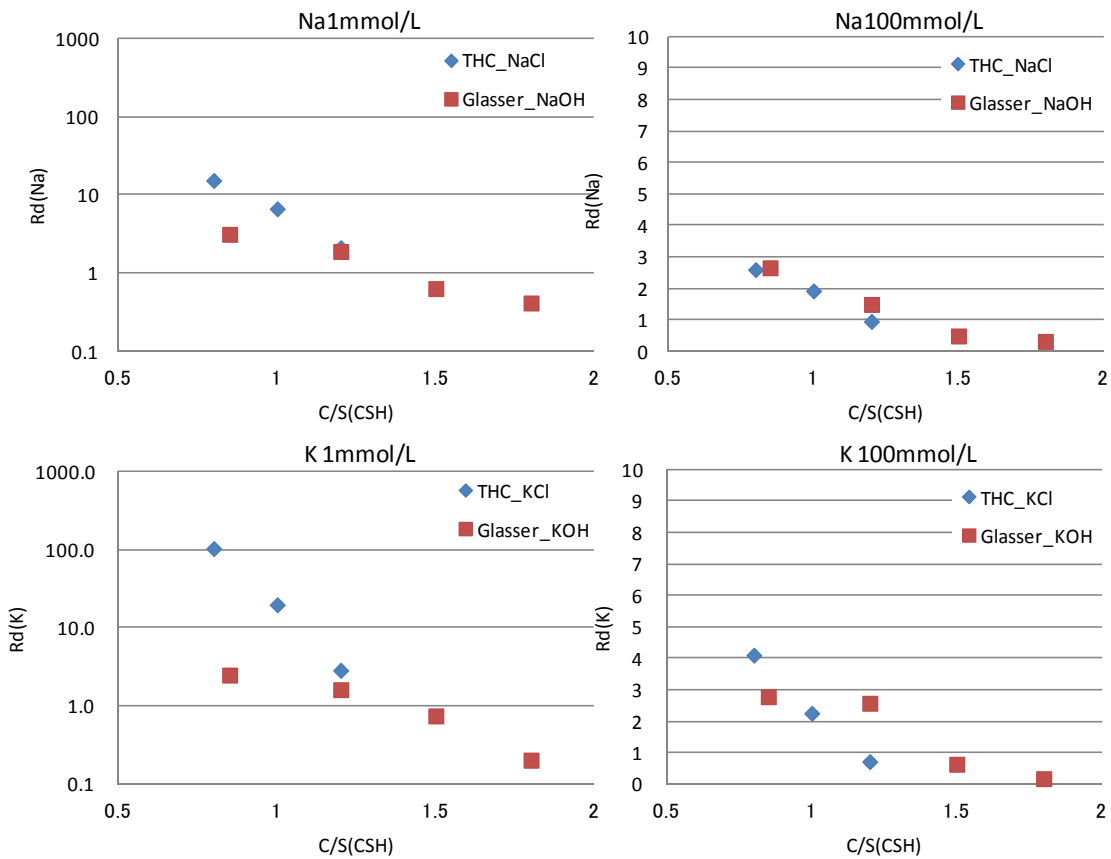 Na1mmol/L
1000
100
10
1
0.1
Rd(Na)
THC_NaCl
Glasser_NaOH
0.5
1
1.5
2
C/S(CSH)
Na100mmol/L
10
9
8
7
6
5
4
3
2
1
0
Rd(Na)
THC_NaCl
Glasser_NaOH
0.5
1
1.5
2
C/S(CSH)
K 1mmol/L
1000.0
100.0
10.0
1.0
0.1
Rd(K)
THC_KCl
Glasser_KOH
0.5
1
1.5
2
C/S(CSH)
K 100mmol/L
10
9
8
7
6
5
4
3
2
1
0
Rd(K)
THC_KCl
Glasser_KOH
0.5
1
1.5
2
C/S(CSH)